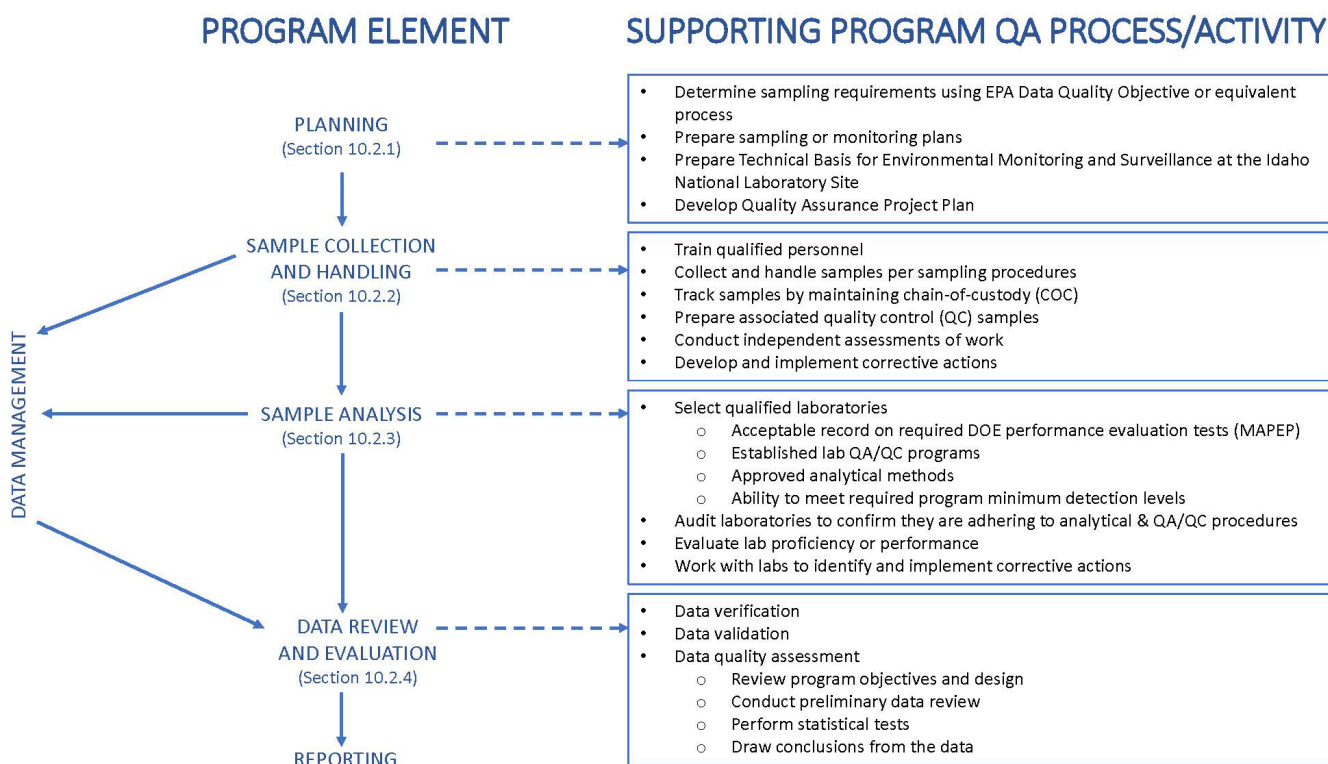 PROGRAM ELEMENT
SUPPORTING PROGRAM QA PROCESS/ACTIVITY
PLANNING
(Section 10.2.1)
• Determine sampling requirements using EPA Data Quality Objective or equivalent
process
• Prepare sampling or monitoring plans
• Prepare Technical Basis for Environmental Monitoring and Surveillance at the Idaho
National Laboratory Site
• Develop Quality Assurance Project Plan
SAMPLE COLLECTION
AND HANDLING
(Section 10.2.2)
• Train qualified personnel
• Collect and handle samples per sampling procedures
• Track samples by maintaining chain-of-custody (COC)
• Prepare associated quality control (QC) samples
• Conduct independent assessments of work
• Develop and implement corrective actions
DATA MANAGEMENT
SAMPLE ANALYSIS
(Section 10.2.3)
• Select qualified laboratories
o Acceptable record on required DOE performance evaluation tests (MAPEP)
o Established lab QA/QC programs
o Approved analytical methods
o Ability to meet required program minimum detection levels
• Audit laboratories to confirm they are adhering to analytical & QA/QC procedures
• Evaluate lab proficiency or performance
• Work with labs to identify and implement corrective actions
DATA REVIEW
AND EVALUATION
(Section 10.2.4)
• Data verification
• Data validation
• Data quality assessment
o Review program objectives and design
o Conduct preliminary data review
o Perform statistical tests
o Draw conclusions from the data
REPORTING